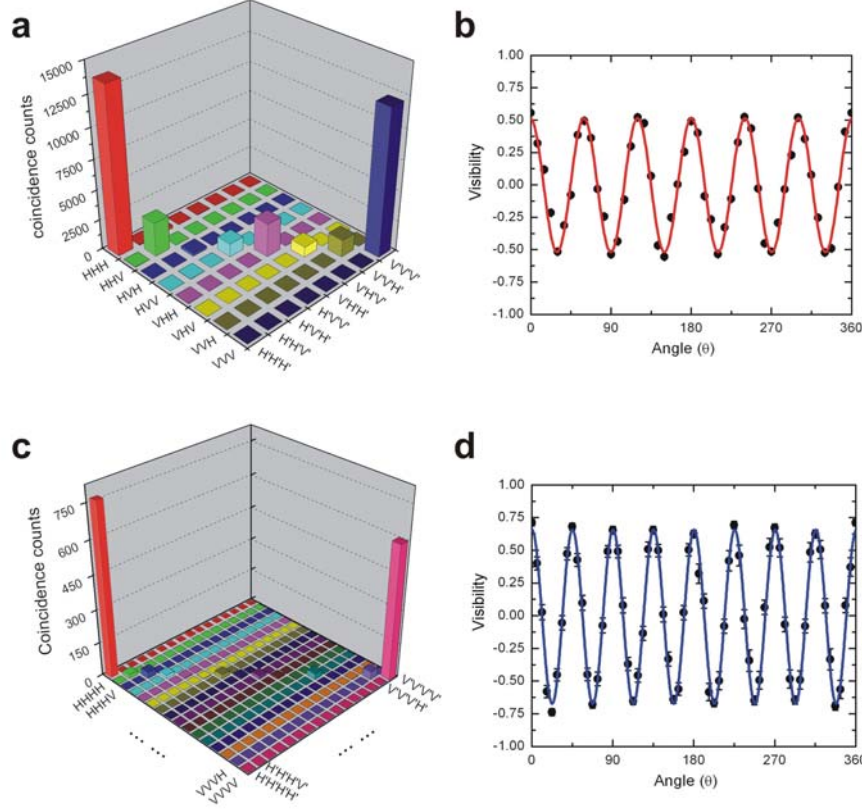 a
coincidence counts
15000
12500
10000
7500
5000
2500
0
HHH
HHV
HVH
HVV
VHH
VHV
VVH
VVV
H'H'H'
H'H'V'
H'V'H'
H'V'V'
V'H'H'
V'H'V'
V'V'H'
V'V'V'
b
Visibility
1.00
0.75
0.50
0.25
0.00
-0.25
-0.50
-0.75
-1.00
0 90 180 270 360
Angle (θ)
c
Coincidence counts
750
600
450
300
150
0
HHHH
HHHV
... ...
VVVH
VVVV
H'H'H'H'
H'H'H'V'
... ...
V'V'V'H'
V'V'V'V'
d
Visibility
1.00
0.75
0.50
0.25
0.00
-0.25
-0.50
-0.75
-1.00
0 90 180 270 360
Angle (θ)